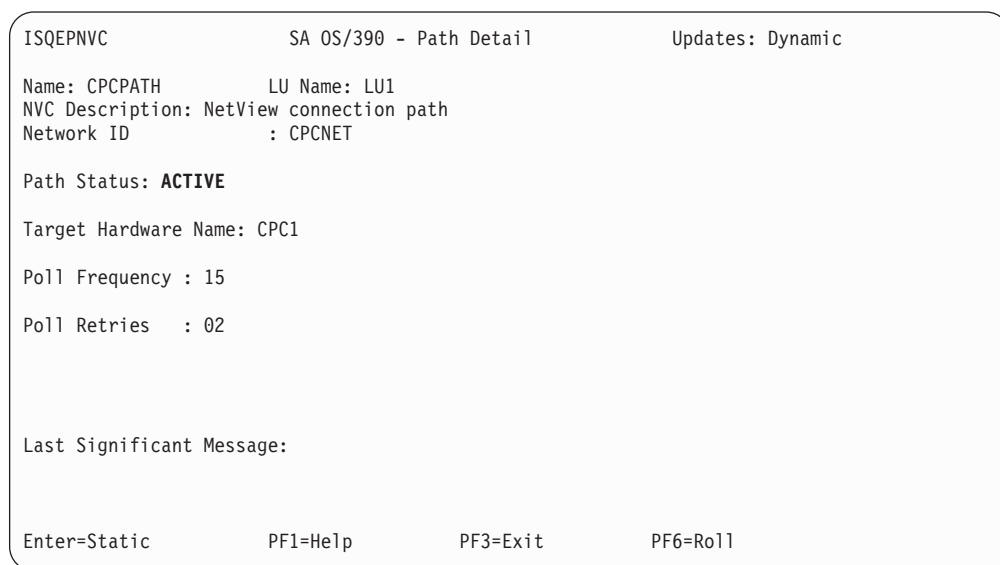 ISQEPNVC SA OS/390 - Path Detail Updates: Dynamic
Name: CPCPATH LU Name: LU1
NVC Description: NetView connection path
Network ID : CPCNET
Path Status: ACTIVE
Target Hardware Name: CPC1
Poll Frequency : 15
Poll Retries : 02
Last Significant Message:
Enter=Static PF1=Help PF3=Exit PF6=Roll